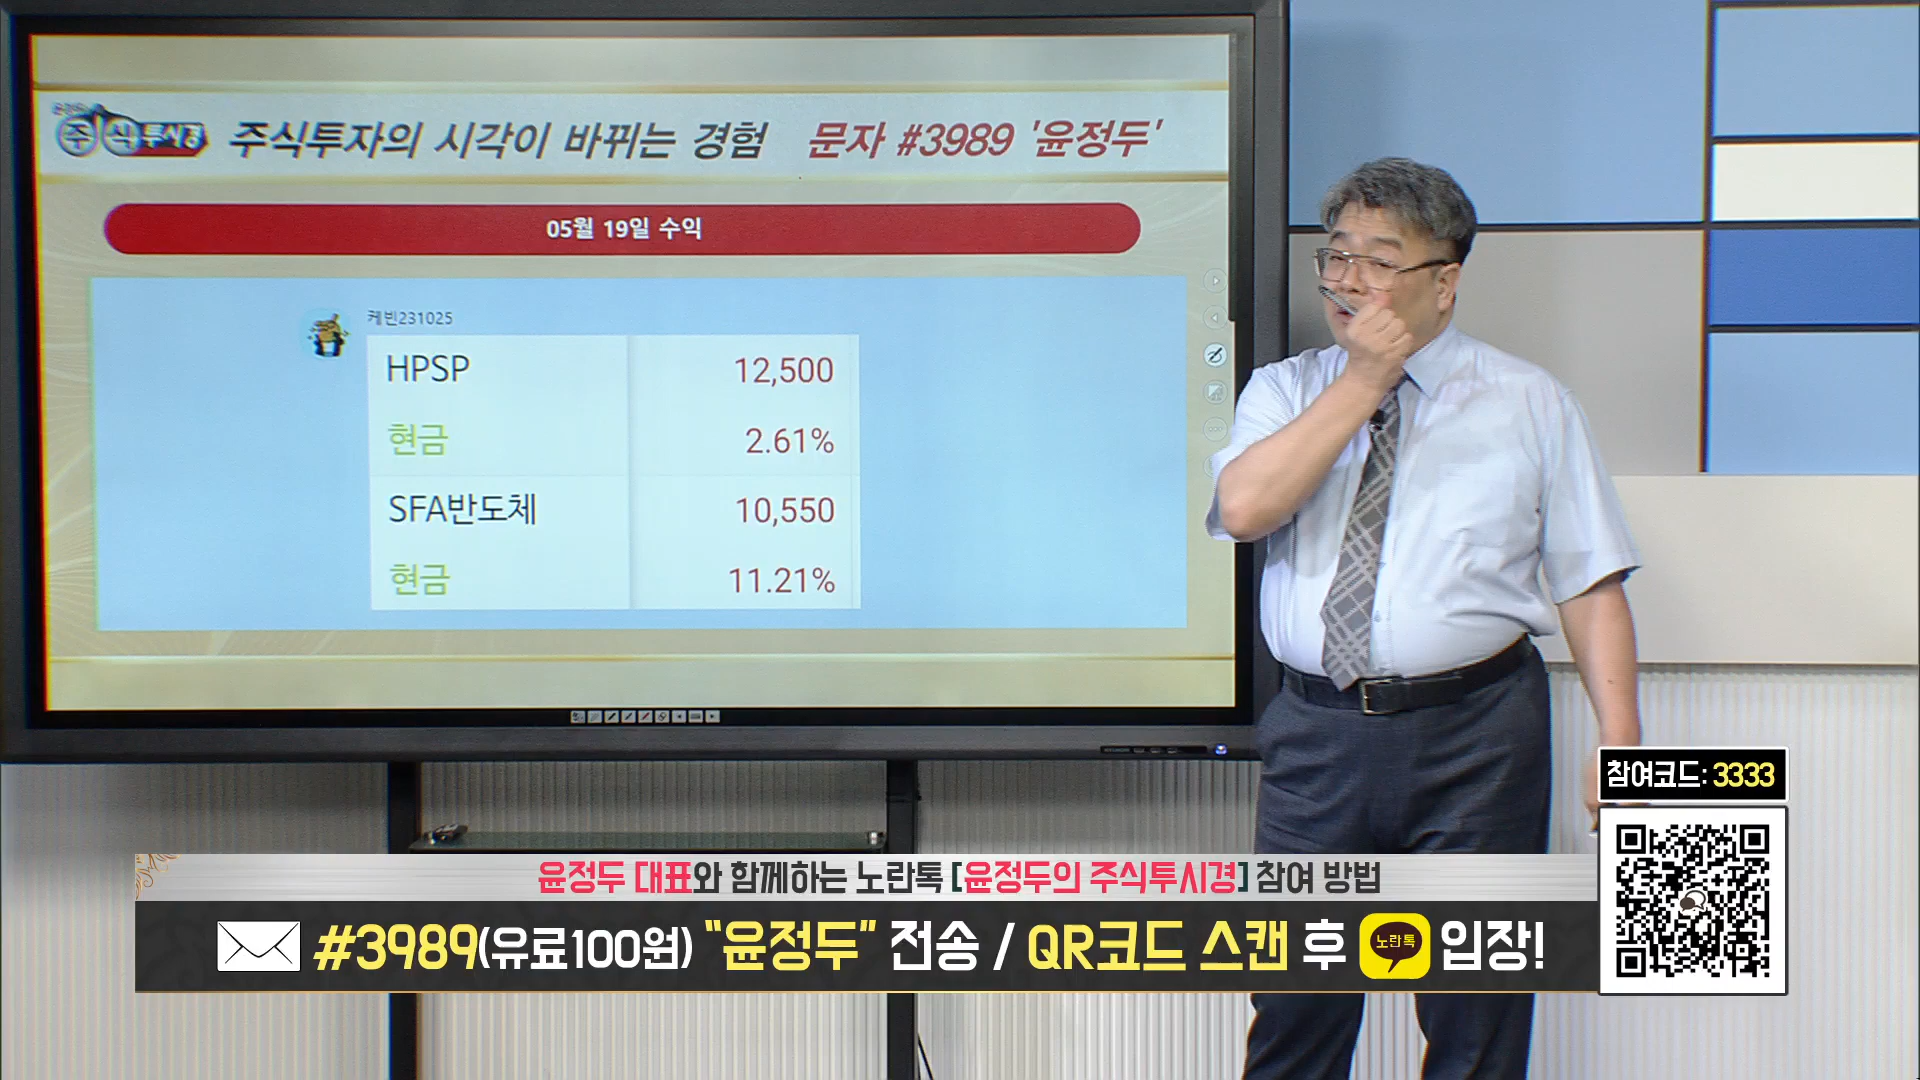 주식투시경
주식투자의 시각이 바뀌는 경험 문자 #3989 '윤정두'
05월 19일 수익
케빈231025
HPSP 12,500
현금 2.61%
SFA반도체 10,550
현금 11.21%
참여코드: 3333
윤정두 대표와 함께하는 노란톡 [윤정두의 주식투시경] 참여 방법
#3989(유료100원) "윤정두" 전송 / QR코드 스캔 후 노란톡 입장!